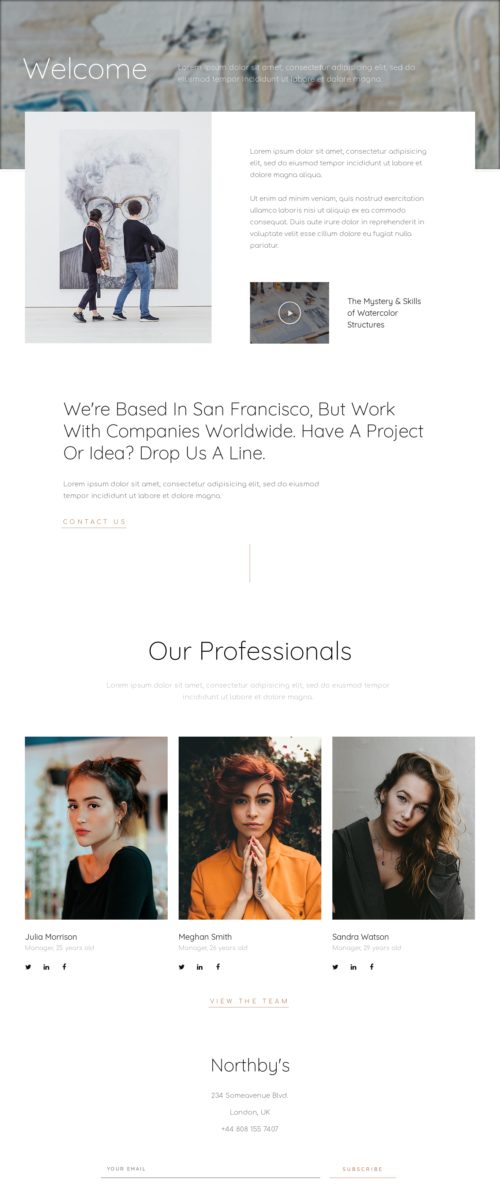 Welcome
Lorem ipsum dolor sit amet, consectetur adipisicing elit, sed do
eiusmod tempor incididunt ut labore et dolore magna.
Lorem ipsum dolor sit amet, consectetur adipisicing
elit, sed do eiusmod tempor incididunt ut labore et
dolore magna aliqua.
Ut enim ad minim veniam, quis nostrud exercitation
ullamco laboris nisi ut aliquip ex ea commodo
consequat. Duis aute irure dolor in reprehenderit in
voluptate velit esse cillum dolore eu fugiat nulla
pariatur.
The Mystery & Skills
of Watercolor
Structures
We're Based In San Francisco, But Work
With Companies Worldwide. Have A Project
Or Idea? Drop Us A Line.
Lorem ipsum dolor sit amet, consectetur adipisicing elit, sed do eiusmod
tempor incididunt ut labore et dolore magna.
CONTACT US
Our Professionals
Lorem ipsum dolor sit amet, consectetur adipisicing elit, sed do eiusmod tempor
incididunt ut labore et dolore magna.
Julia Morrison
Manager, 25 years old
Meghan Smith
Manager, 26 years old
Sandra Watson
Manager, 29 years old
VIEW THE TEAM
Northby's
234 Someavenue Blvd.
London, UK
+44 808 155 7407
YOUR EMAIL
SUBSCRIBE